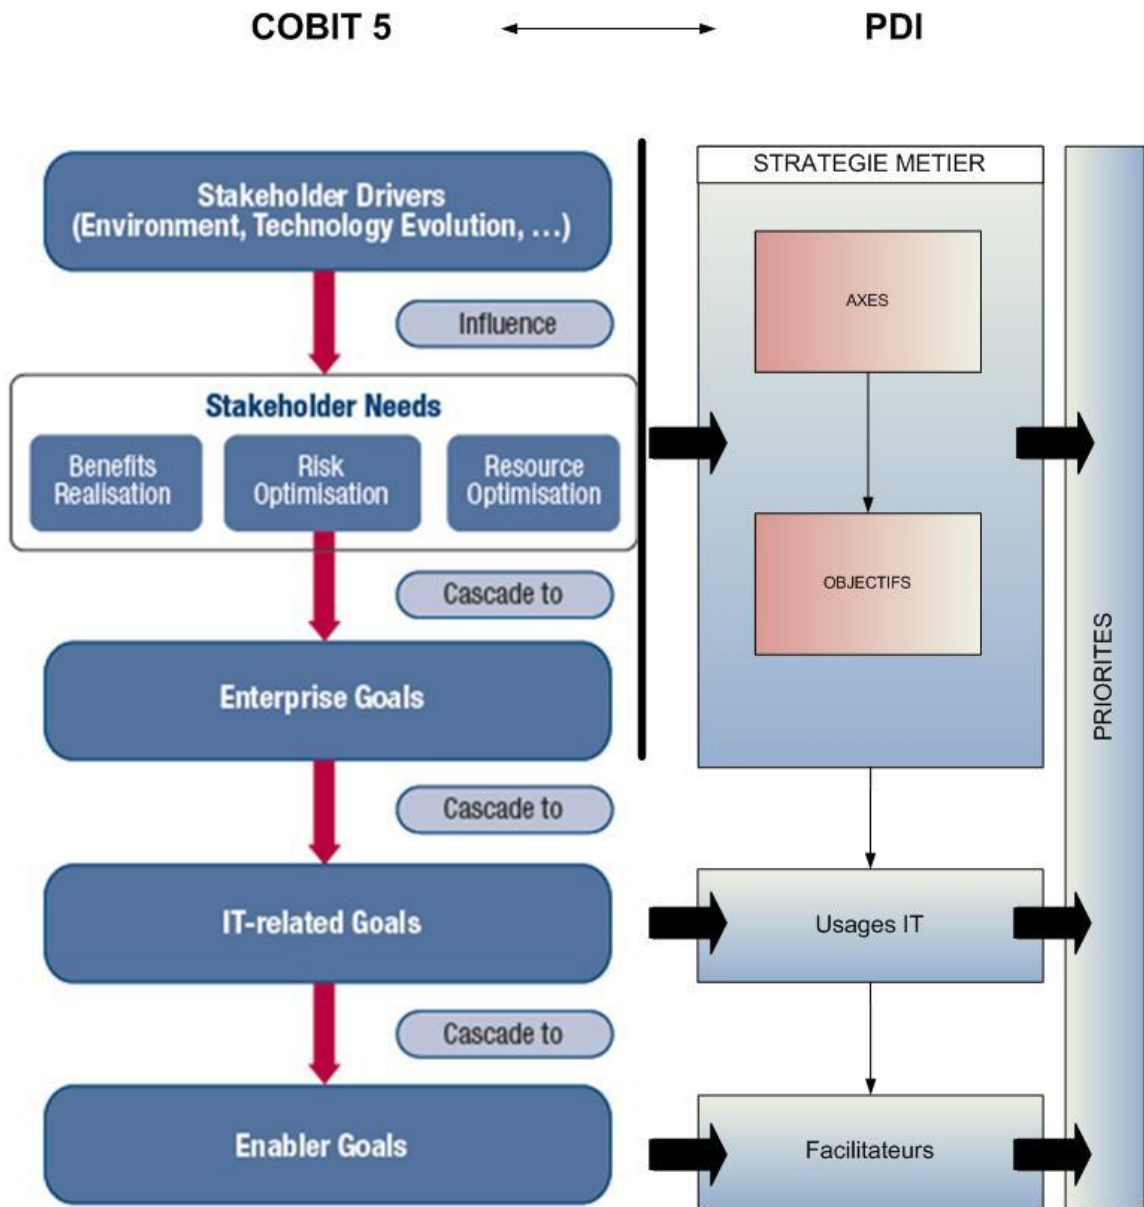 COBIT 5
PDI
Stakeholder Drivers
(Environment, Technology Evolution, …)
Influence
Stakeholder Needs
Benefits
Realisation
Risk
Optimisation
Resource
Optimisation
Cascade to
Enterprise Goals
Cascade to
IT-related Goals
Cascade to
Enabler Goals
STRATEGIE METIER
AXES
OBJECTIFS
Usages IT
Facilitateurs
PRIORITES